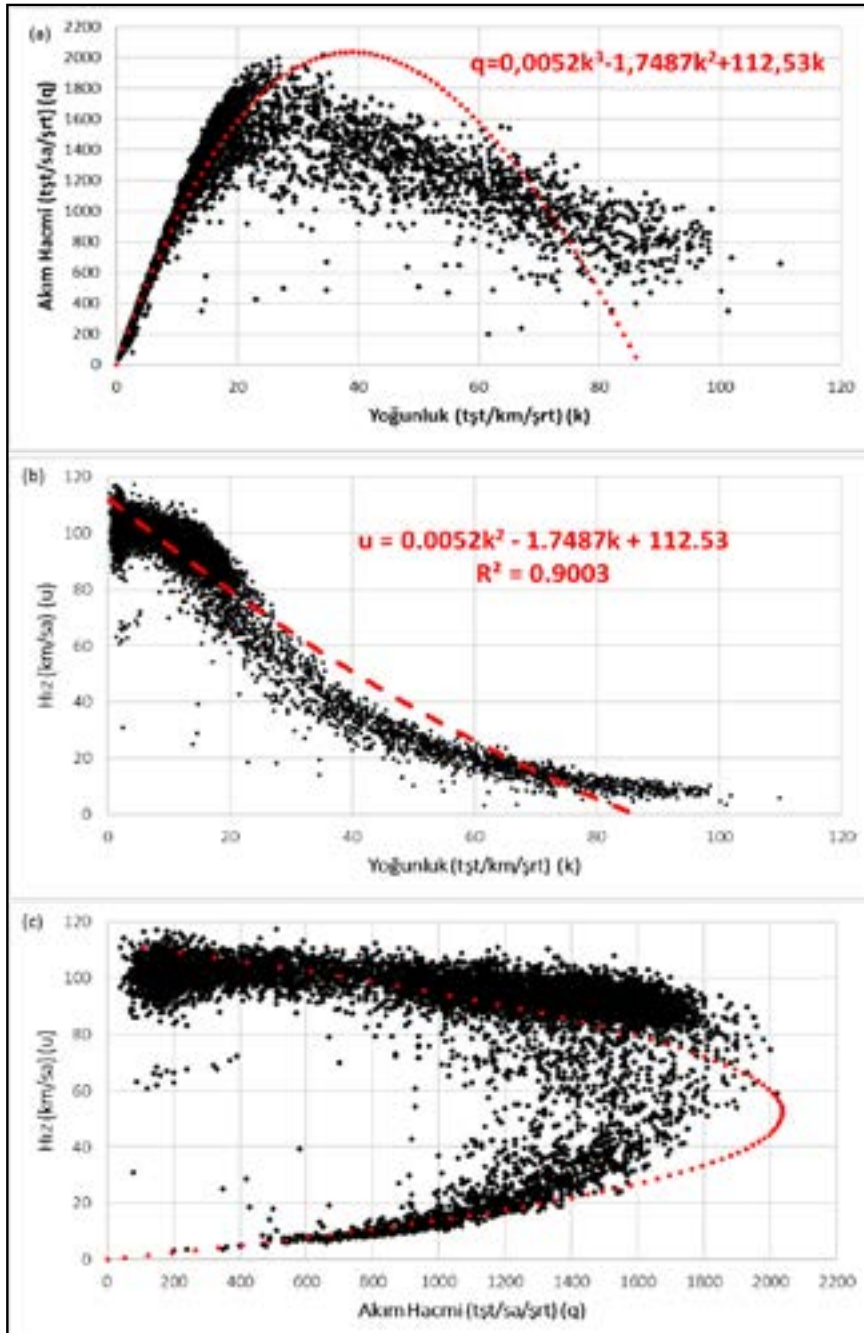 (a)
q=0,0052k³-1,7487k²+112,53k
Akım Hacmi (tşt/sa/şrt) (q)
2200
2000
1800
1600
1400
1200
1000
800
600
400
200
0
0 20 40 60 80 100 120
Yoğunluk (tşt/km/şrt) (k)
(b)
u = 0.0052k² - 1.7487k + 112.53
R² = 0.9003
Hız (km/sa) (u)
120
100
80
60
40
20
0
0 20 40 60 80 100 120
Yoğunluk (tşt/km/şrt) (k)
(c)
Hız (km/sa) (u)
120
100
80
60
40
20
0
0 200 400 600 800 1000 1200 1400 1600 1800 2000 2200
Akım Hacmi (tşt/sa/şrt) (q)